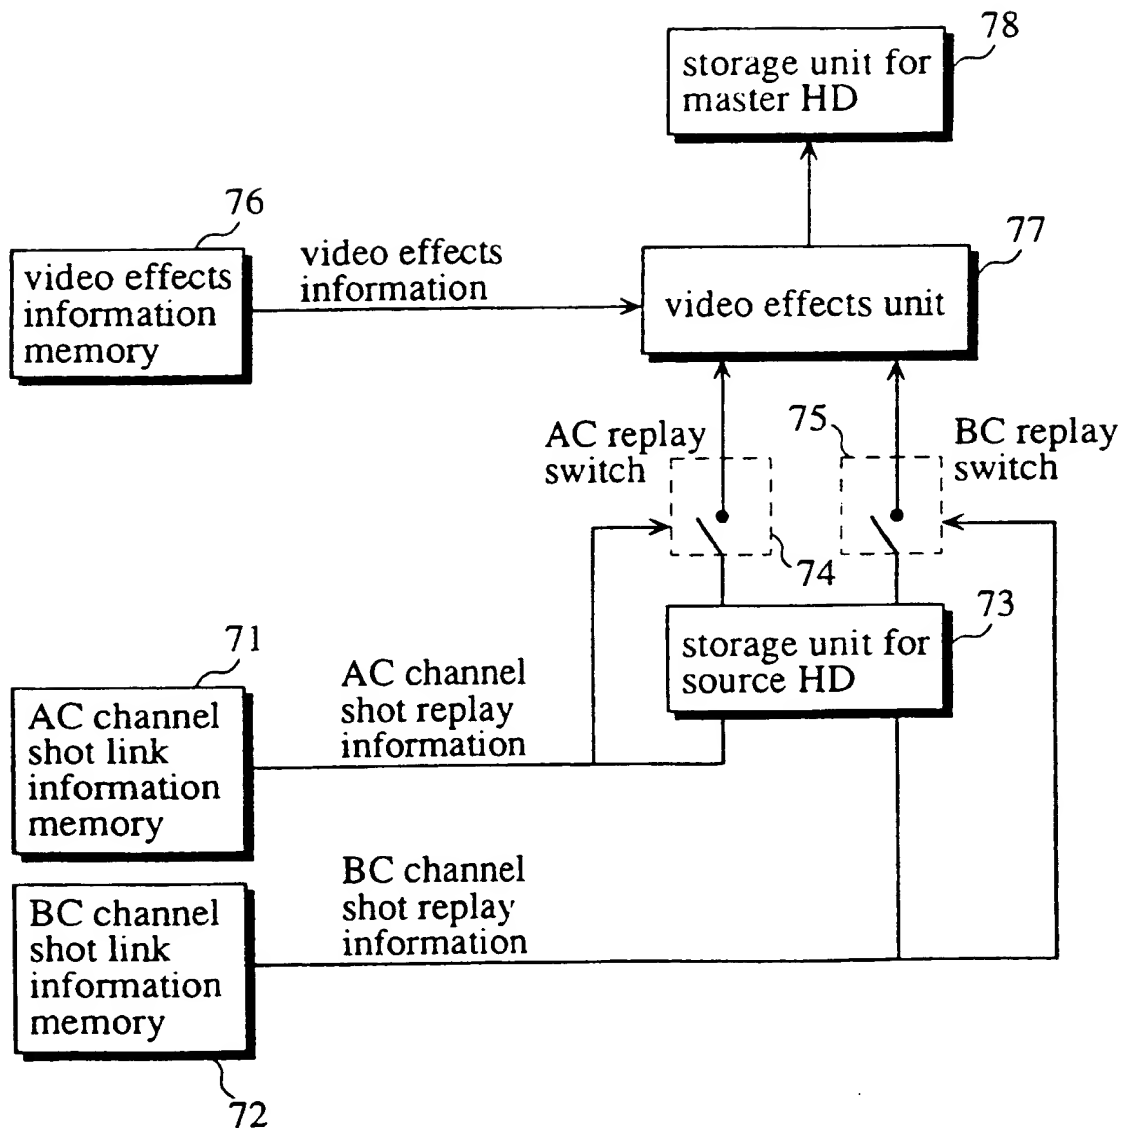 78
storage unit for
master HD
76
video effects
information
memory
video effects
information
77
video effects unit
AC replay
switch
75
BC replay
switch
74
73
storage unit for
source HD
71
AC channel
shot link
information
memory
AC channel
shot replay
information
BC channel
shot link
information
memory
BC channel
shot replay
information
72